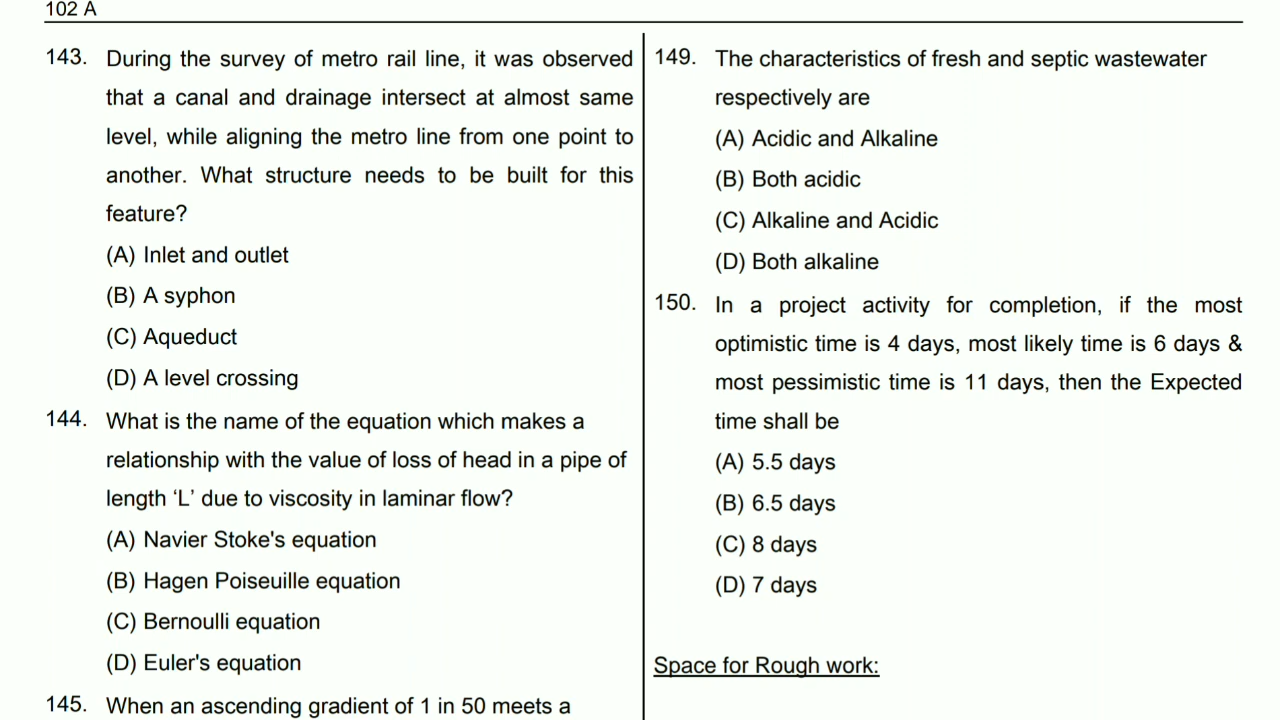 102 A
143. During the survey of metro rail line, it was observed
that a canal and drainage intersect at almost same
level, while aligning the metro line from one point to
another. What structure needs to be built for this
feature?
(A) Inlet and outlet
(B) A syphon
(C) Aqueduct
(D) A level crossing
144. What is the name of the equation which makes a
relationship with the value of loss of head in a pipe of
length ‘L’ due to viscosity in laminar flow?
(A) Navier Stoke's equation
(B) Hagen Poiseuille equation
(C) Bernoulli equation
(D) Euler's equation
145. When an ascending gradient of 1 in 50 meets a
149. The characteristics of fresh and septic wastewater
respectively are
(A) Acidic and Alkaline
(B) Both acidic
(C) Alkaline and Acidic
(D) Both alkaline
150. In a project activity for completion, if the most
optimistic time is 4 days, most likely time is 6 days &
most pessimistic time is 11 days, then the Expected
time shall be
(A) 5.5 days
(B) 6.5 days
(C) 8 days
(D) 7 days
Space for Rough work: